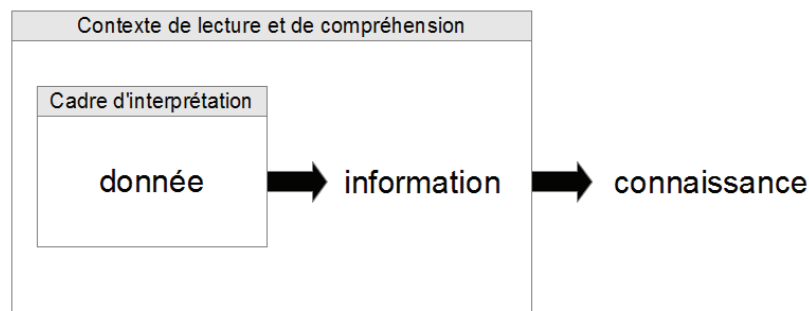 Contexte de lecture et de compréhension
Cadre d'interprétation
donnée
information
connaissance